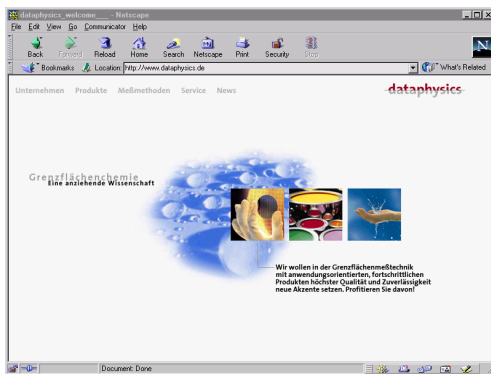 dataphysics_welcome___ - Netscape
File Edit View Go Communicator Help
Back Forward Reload Home Search Netscape Print Security Stop
Bookmarks Location: http://www.dataphysics.de What's Related
Unternehmen Produkte Meßmethoden Service News
dataphysics
Grenzflächenchemie
Eine anziehende Wissenschaft
Wir wollen in der Grenzflächenmeßtechnik
mit anwendungsorientierten, fortschrittlichen
Produkten höchster Qualität und Zuverlässigkeit
neue Akzente setzen. Profitieren Sie davon!
Document: Done